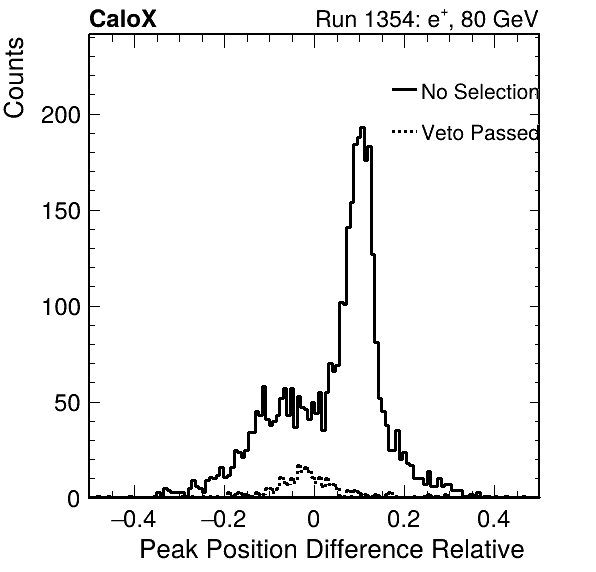 CaloX Run 1354: e+, 80 GeV
Counts
No Selection
Veto Passed
200
150
100
50
0
−0.4 −0.2 0 0.2 0.4
Peak Position Difference Relative